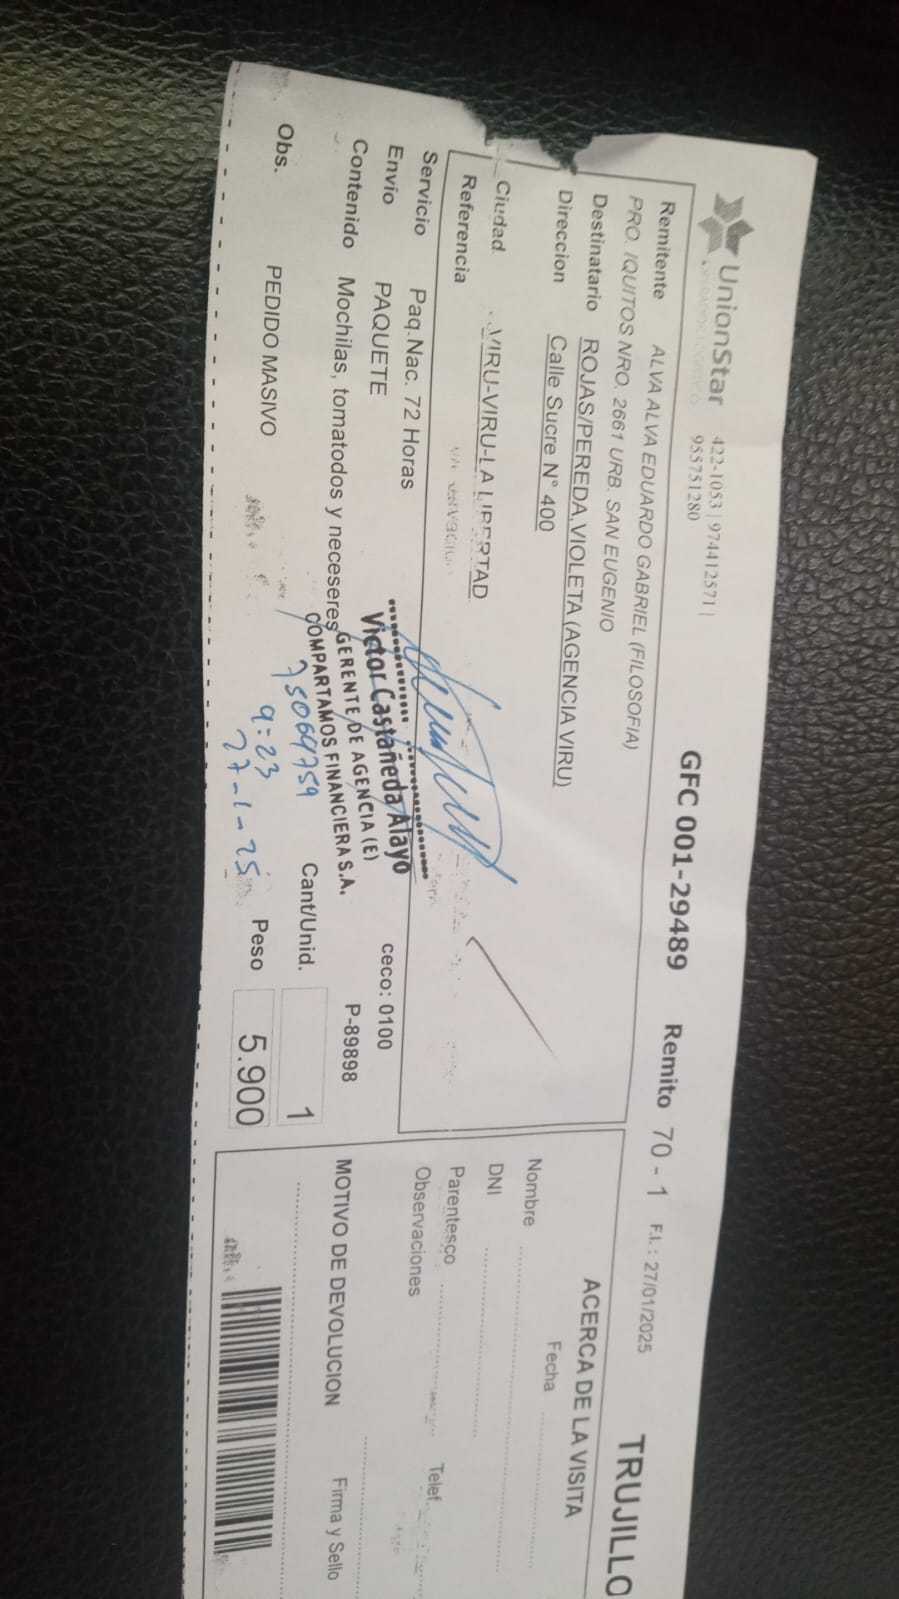 UnionStar 422-1053 | 974412571 |
955751280
GFC 001-29489 Remito 70 - 1 F.I. : 27/01/2025 TRUJILLO
Remitente ALVA ALVA EDUARDO GABRIEL (FILOSOFIA)
PRO. IQUITOS NRO. 2661 URB. SAN EUGENIO
Destinatario ROJAS/PEREDA,VIOLETA (AGENCIA VIRU)
Direccion Calle Sucre N° 400
Ciudad VIRU-VIRU-LA LIBERTAD
Referencia
Servicio Paq.Nac. 72 Horas
Envio PAQUETE ceco: 0100
Contenido Mochilas, tomatodos y neceseres P-89898
Victor Castañeda Alayo
GERENTE DE AGENCIA (E)
COMPARTAMOS FINANCIERA S.A.
9:23
27-1-25
Cant/Unid. 1
Obs. PEDIDO MASIVO Peso 5.900
ACERCA DE LA VISITA
Nombre Fecha
DNI
Parentesco Telef
Observaciones
MOTIVO DE DEVOLUCION Firma y Sello